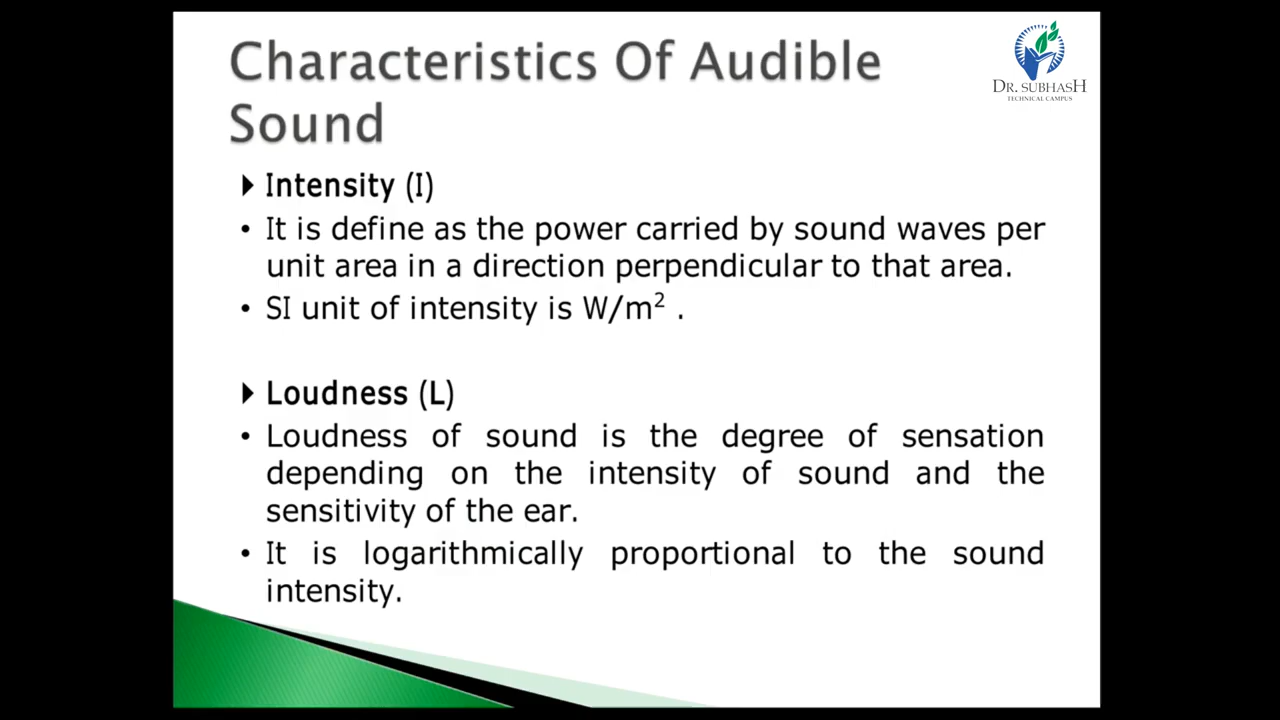 Characteristics Of Audible
Sound
DR. SUBHASH
TECHNICAL CAMPUS
Intensity (I)
• It is define as the power carried by sound waves per
unit area in a direction perpendicular to that area.
• SI unit of intensity is W/m² .
Loudness (L)
• Loudness of sound is the degree of sensation
depending on the intensity of sound and the
sensitivity of the ear.
• It is logarithmically proportional to the sound
intensity.